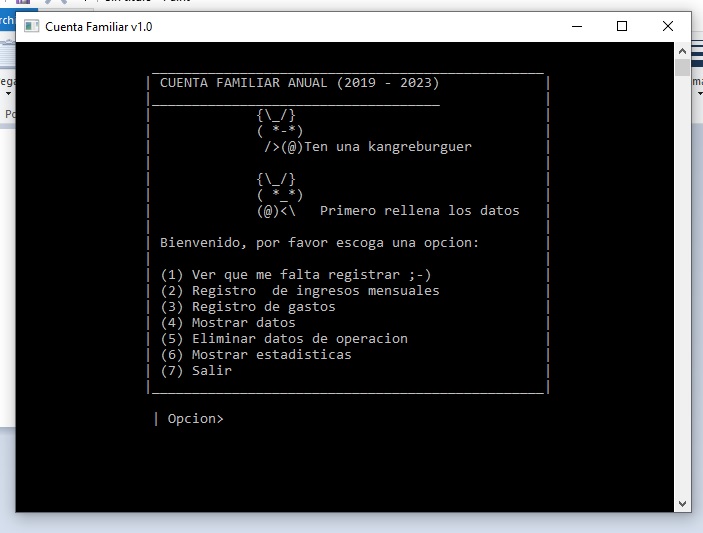 Cuenta Familiar v1.0
CUENTA FAMILIAR ANUAL (2019 - 2023)
{\_/}
( *-*)
/>(@)Ten una kangreburguer
{\_/}
( *_*)
(@)<\   Primero rellena los datos
Bienvenido, por favor escoga una opcion:
(1) Ver que me falta registrar ;-)
(2) Registro  de ingresos mensuales
(3) Registro de gastos
(4) Mostrar datos
(5) Eliminar datos de operacion
(6) Mostrar estadisticas
(7) Salir
| Opcion>